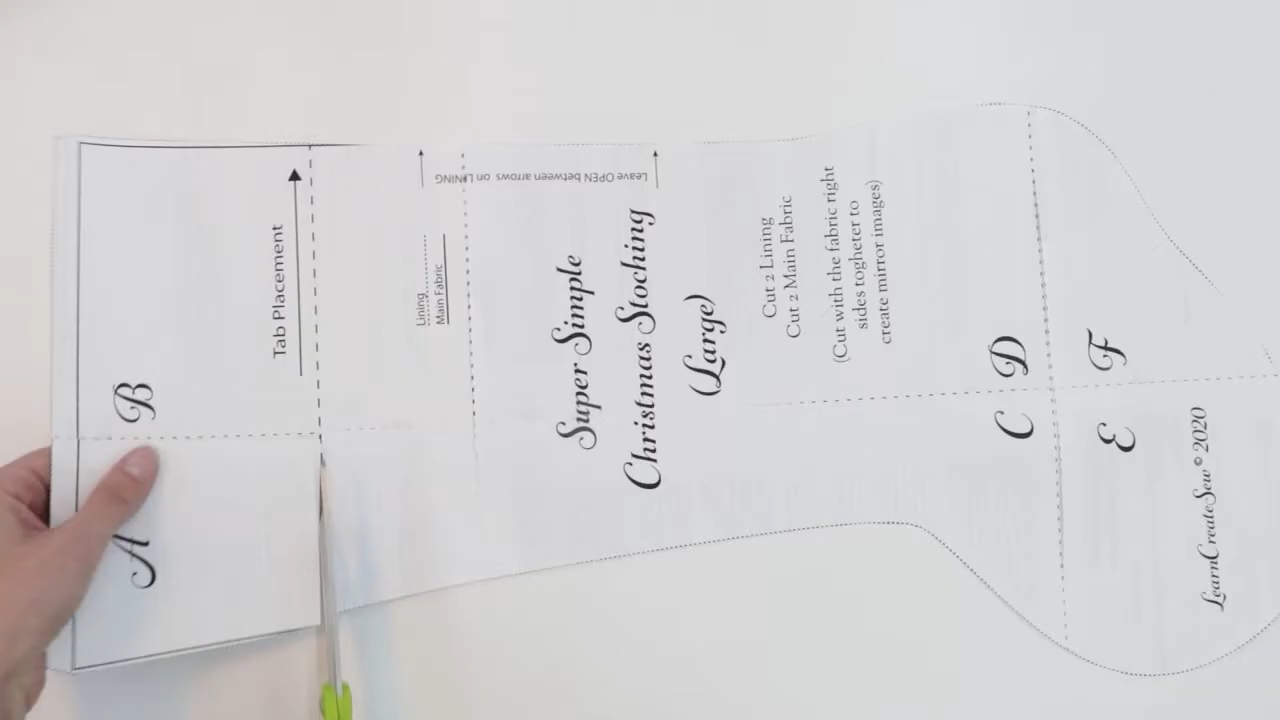 A B
Tab Placement
Leave OPEN between arrows on LINING
Lining
Main Fabric
Super Simple
Christmas Stoching
(Large)
Cut 2 Lining
Cut 2 Main Fabric
(Cut with the fabric right
sides togheter to
create mirror images)
C D
E F
LearnCreateSew © 2020